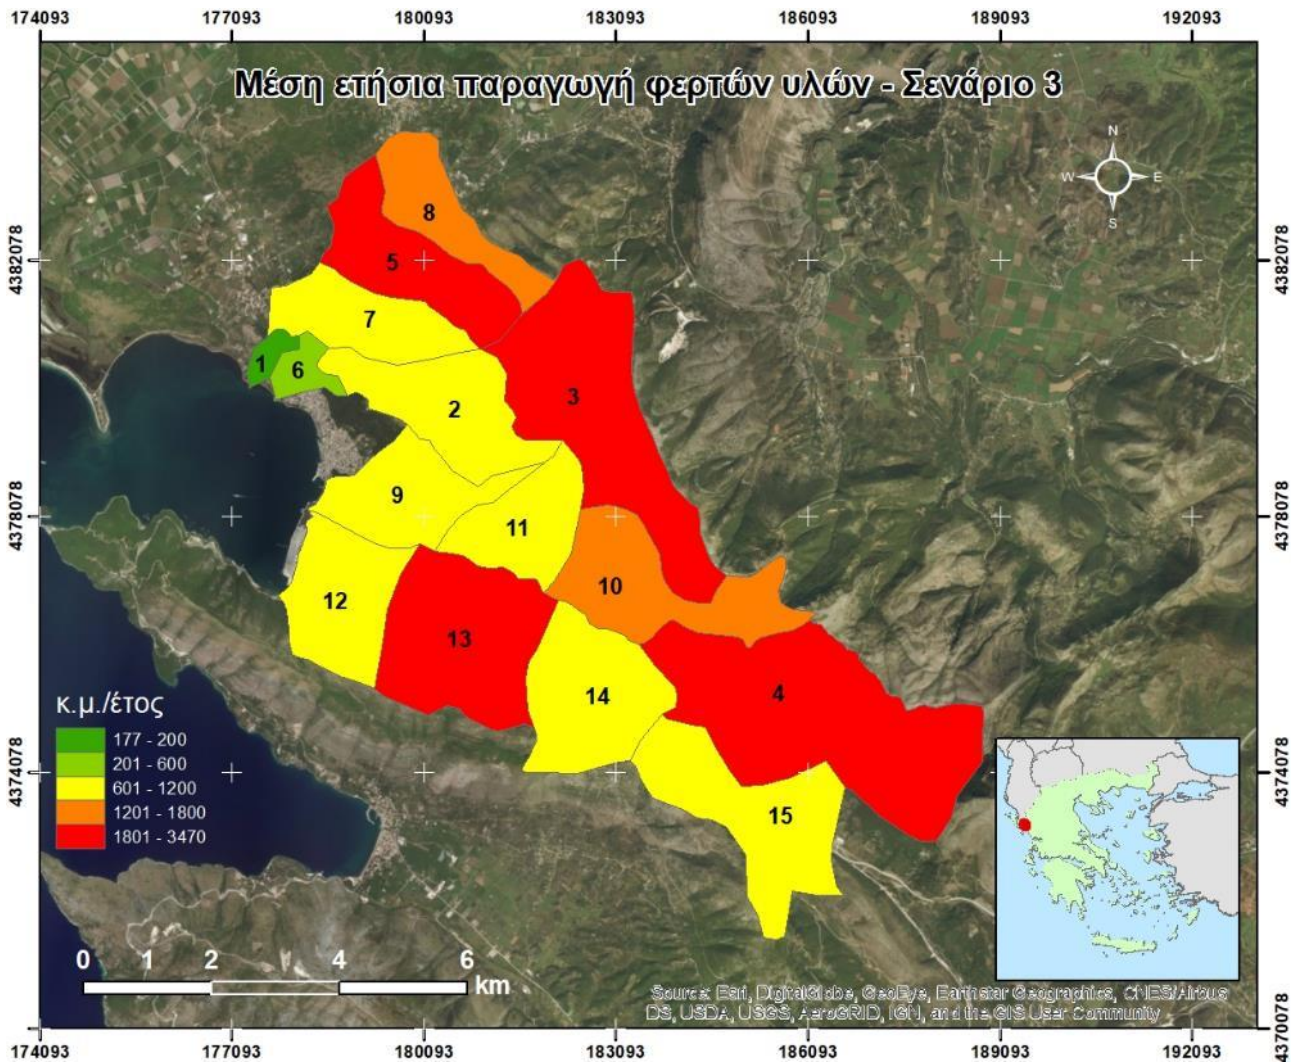 174093 177093 180093 183093 186093 189093 192093
Μέση ετήσια παραγωγή φερτών υλών - Σενάριο 3
N
W E
S
8
4382078 4382078
5
7
1
6
3
2
9
4378078 4378078
11
10
12
13
4
14
κ.μ./έτος
177 - 200
201 - 600
601 - 1200
1201 - 1800
1801 - 3470
4374078 4374078
15
0 1 2 4 6
km
Source: Esri, DigitalGlobe, GeoEye, Earthstar Geographics, CNES/Airbus
DS, USDA, USGS, AeroGRID, IGN, and the GIS User Community
4370078 4370078
174093 177093 180093 183093 186093 189093 192093